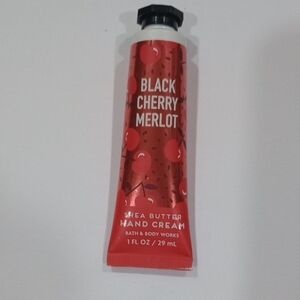 BLACK
CHERRY
MERLOT
SHEA BUTTER
HAND CREAM
BATH & BODY WORKS
1 FL OZ / 29 mL